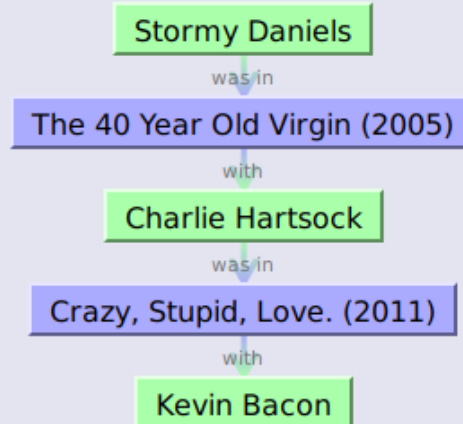 Stormy Daniels
was in
The 40 Year Old Virgin (2005)
with
Charlie Hartsock
was in
Crazy, Stupid, Love. (2011)
with
Kevin Bacon